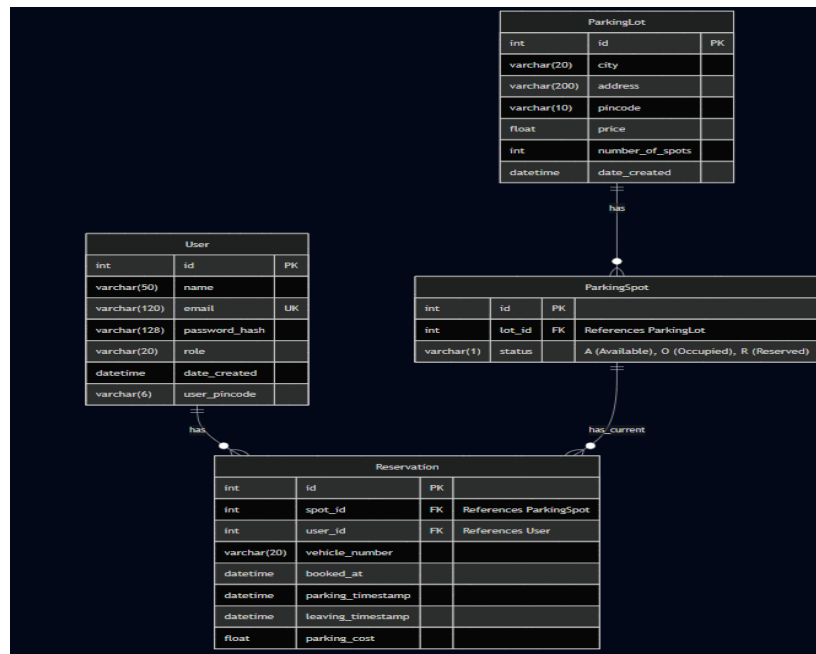 ParkingLot
int id PK
varchar(20) city
varchar(200) address
varchar(10) pincode
float price
int number_of_spots
datetime date_created
has
User
int id PK
varchar(50) name
varchar(120) email UK
varchar(128) password_hash
varchar(20) role
datetime date_created
varchar(6) user_pincode
ParkingSpot
int id PK
int lot_id FK References ParkingLot
varchar(1) status A (Available), O (Occupied), R (Reserved)
has
has_current
Reservation
int id PK
int spot_id FK References ParkingSpot
int user_id FK References User
varchar(20) vehicle_number
datetime booked_at
datetime parking_timestamp
datetime leaving_timestamp
float parking_cost